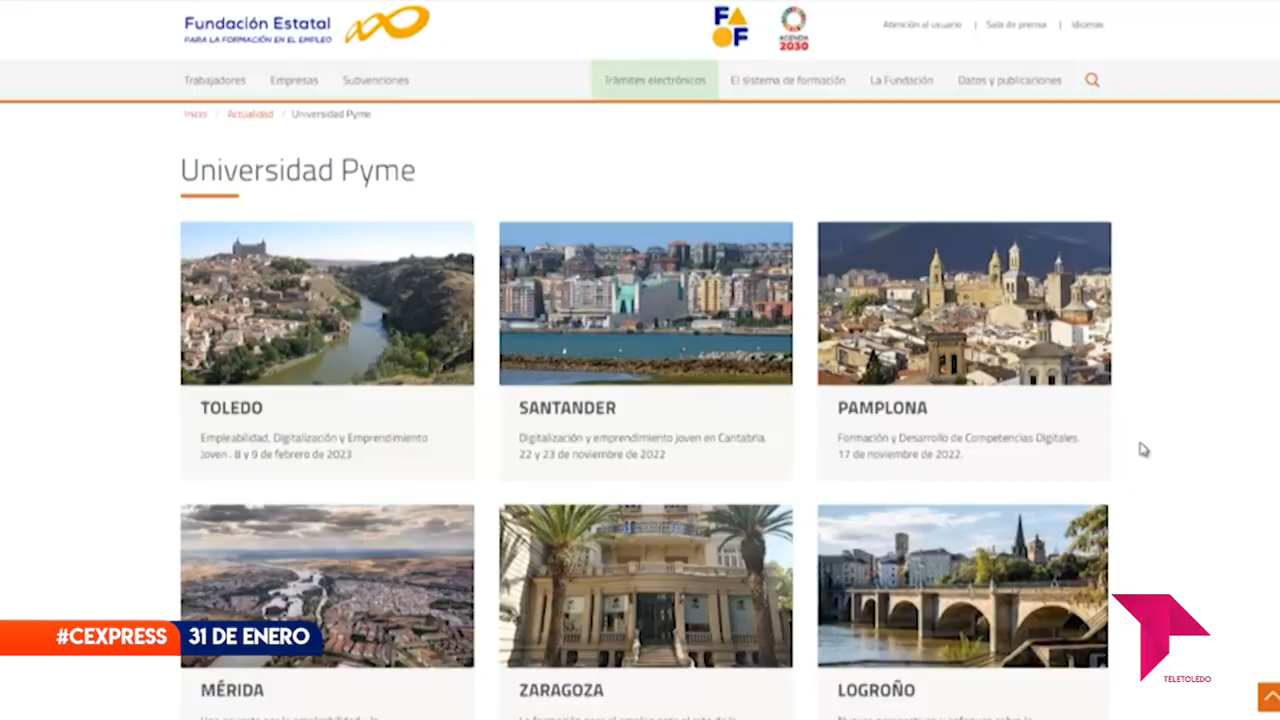 Fundación Estatal
PARA LA FORMACIÓN EN EL EMPLEO
FAOF
AGENDA
2030
Atención al usuario | Sala de prensa | Idiomas
Trabajadores Empresas Subvenciones Trámites electrónicos El sistema de formación La Fundación Datos y publicaciones
Inicio / Actualidad / Universidad Pyme
Universidad Pyme
TOLEDO
Empleabilidad, Digitalización y Emprendimiento
Joven . 8 y 9 de febrero de 2023
SANTANDER
Digitalización y emprendimiento joven en Cantabria.
22 y 23 de noviembre de 2022
PAMPLONA
Formación y Desarrollo de Competencias Digitales.
17 de noviembre de 2022.
MÉRIDA
ZARAGOZA
LOGROÑO
#CEXPRESS 31 DE ENERO
TELETOLEDO